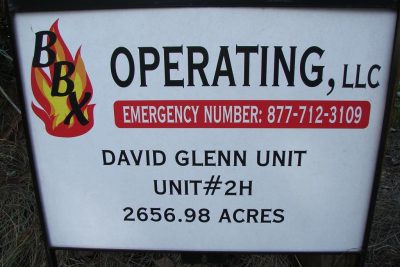 BBX
OPERATING, LLC
EMERGENCY NUMBER: 877-712-3109
DAVID GLENN UNIT
UNIT#2H
2656.98 ACRES